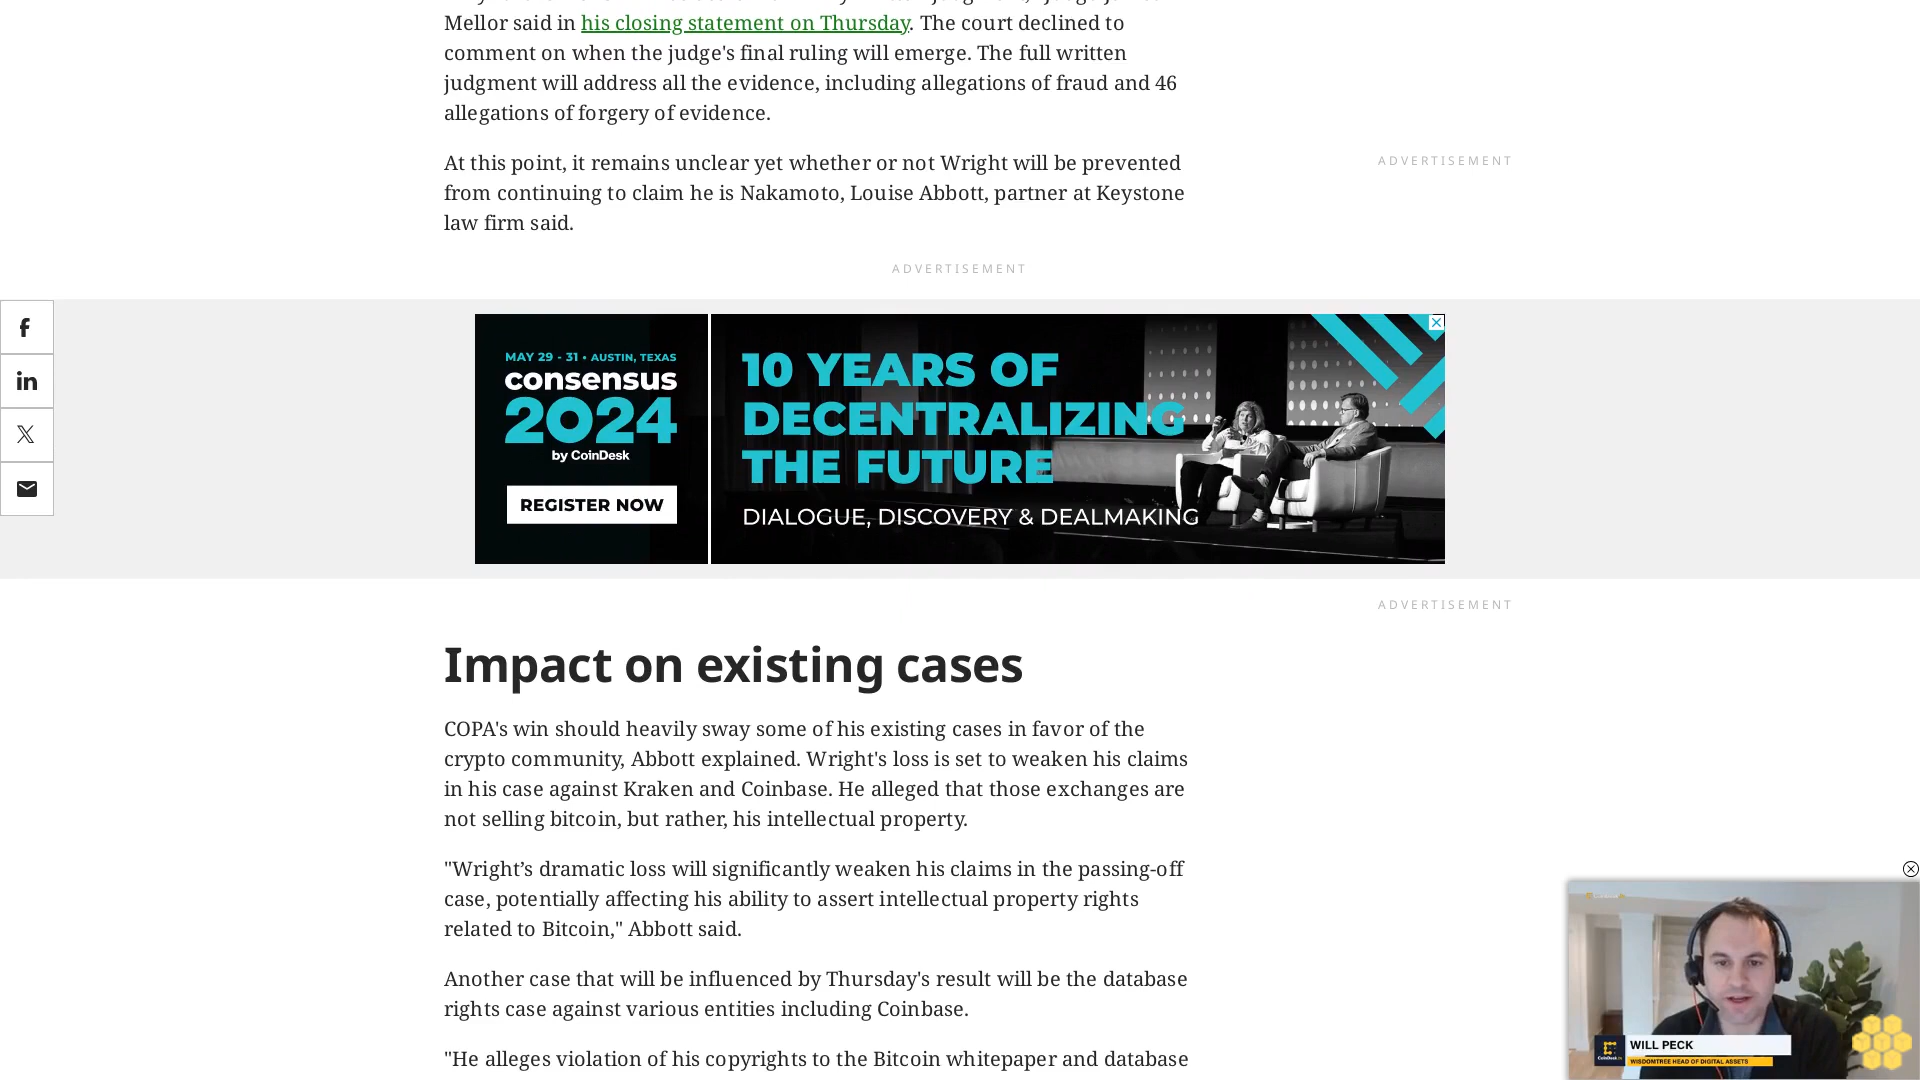 Mellor said in his closing statement on Thursday. The court declined to
comment on when the judge's final ruling will emerge. The full written
judgment will address all the evidence, including allegations of fraud and 46
allegations of forgery of evidence.
At this point, it remains unclear yet whether or not Wright will be prevented
from continuing to claim he is Nakamoto, Louise Abbott, partner at Keystone
law firm said.
ADVERTISEMENT
ADVERTISEMENT
MAY 29 - 31 • AUSTIN, TEXAS
consensus
2024
by CoinDesk
REGISTER NOW
10 YEARS OF
DECENTRALIZING
THE FUTURE
DIALOGUE, DISCOVERY & DEALMAKING
ADVERTISEMENT
Impact on existing cases
COPA's win should heavily sway some of his existing cases in favor of the
crypto community, Abbott explained. Wright's loss is set to weaken his claims
in his case against Kraken and Coinbase. He alleged that those exchanges are
not selling bitcoin, but rather, his intellectual property.
"Wright’s dramatic loss will significantly weaken his claims in the passing-off
case, potentially affecting his ability to assert intellectual property rights
related to Bitcoin," Abbott said.
Another case that will be influenced by Thursday's result will be the database
rights case against various entities including Coinbase.
"He alleges violation of his copyrights to the Bitcoin whitepaper and database
WILL PECK
WISDOMTREE HEAD OF DIGITAL ASSETS